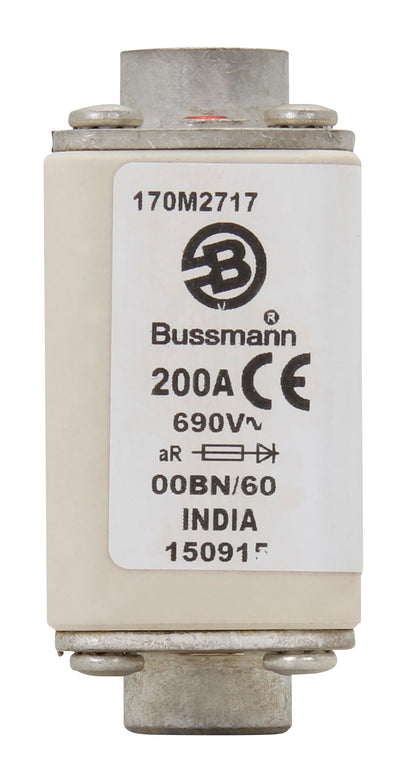 170M2717
B
Bussmann®
200A CE
690V~
aR
00BN/60
INDIA
150915